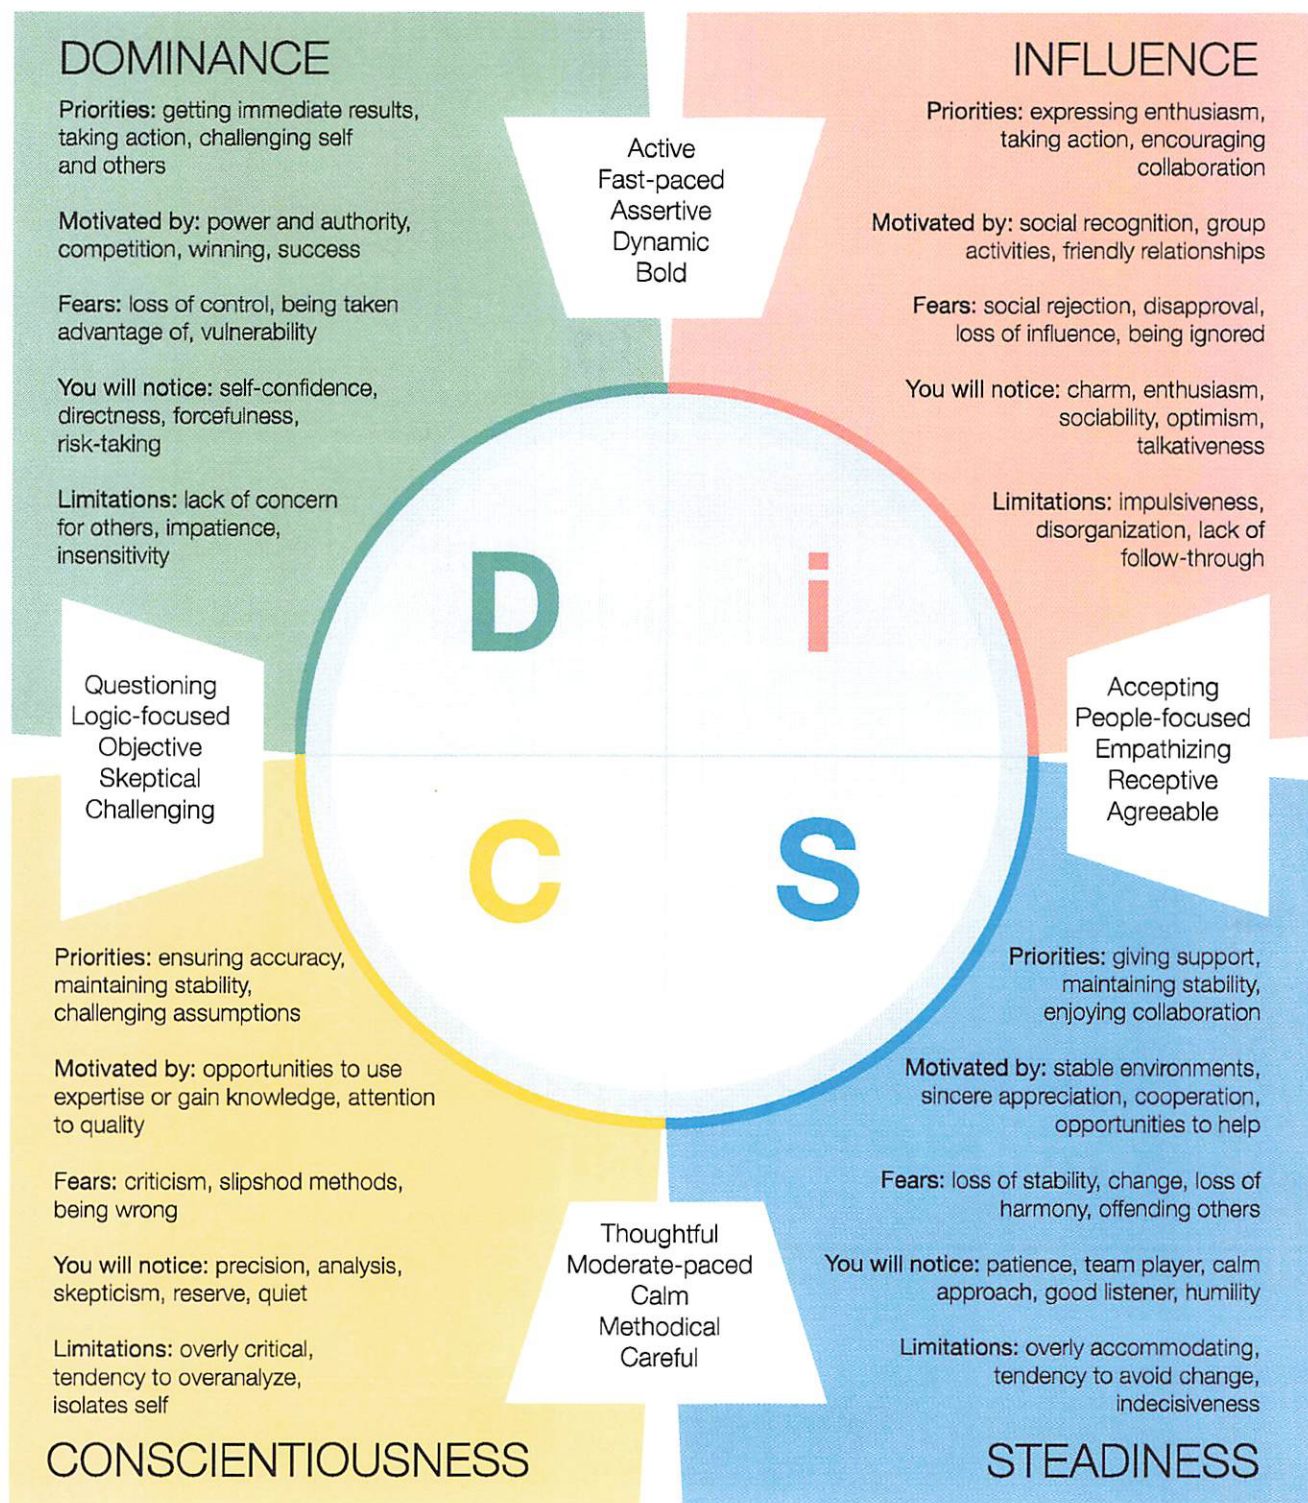 DOMINANCE
Priorities: getting immediate results,
taking action, challenging self
and others
Motivated by: power and authority,
competition, winning, success
Fears: loss of control, being taken
advantage of, vulnerability
You will notice: self-confidence,
directness, forcefulness,
risk-taking
Limitations: lack of concern
for others, impatience,
insensitivity
Active
Fast-paced
Assertive
Dynamic
Bold
INFLUENCE
Priorities: expressing enthusiasm,
taking action, encouraging
collaboration
Motivated by: social recognition, group
activities, friendly relationships
Fears: social rejection, disapproval,
loss of influence, being ignored
You will notice: charm, enthusiasm,
sociability, optimism,
talkativeness
Limitations: impulsiveness,
disorganization, lack of
follow-through
D
i
Questioning
Logic-focused
Objective
Skeptical
Challenging
Accepting
People-focused
Empathizing
Receptive
Agreeable
C
S
Priorities: ensuring accuracy,
maintaining stability,
challenging assumptions
Motivated by: opportunities to use
expertise or gain knowledge, attention
to quality
Fears: criticism, slipshod methods,
being wrong
You will notice: precision, analysis,
skepticism, reserve, quiet
Limitations: overly critical,
tendency to overanalyze,
isolates self
CONSCIENTIOUSNESS
Thoughtful
Moderate-paced
Calm
Methodical
Careful
Priorities: giving support,
maintaining stability,
enjoying collaboration
Motivated by: stable environments,
sincere appreciation, cooperation,
opportunities to help
Fears: loss of stability, change, loss of
harmony, offending others
You will notice: patience, team player, calm
approach, good listener, humility
Limitations: overly accommodating,
tendency to avoid change,
indecisiveness
STEADINESS